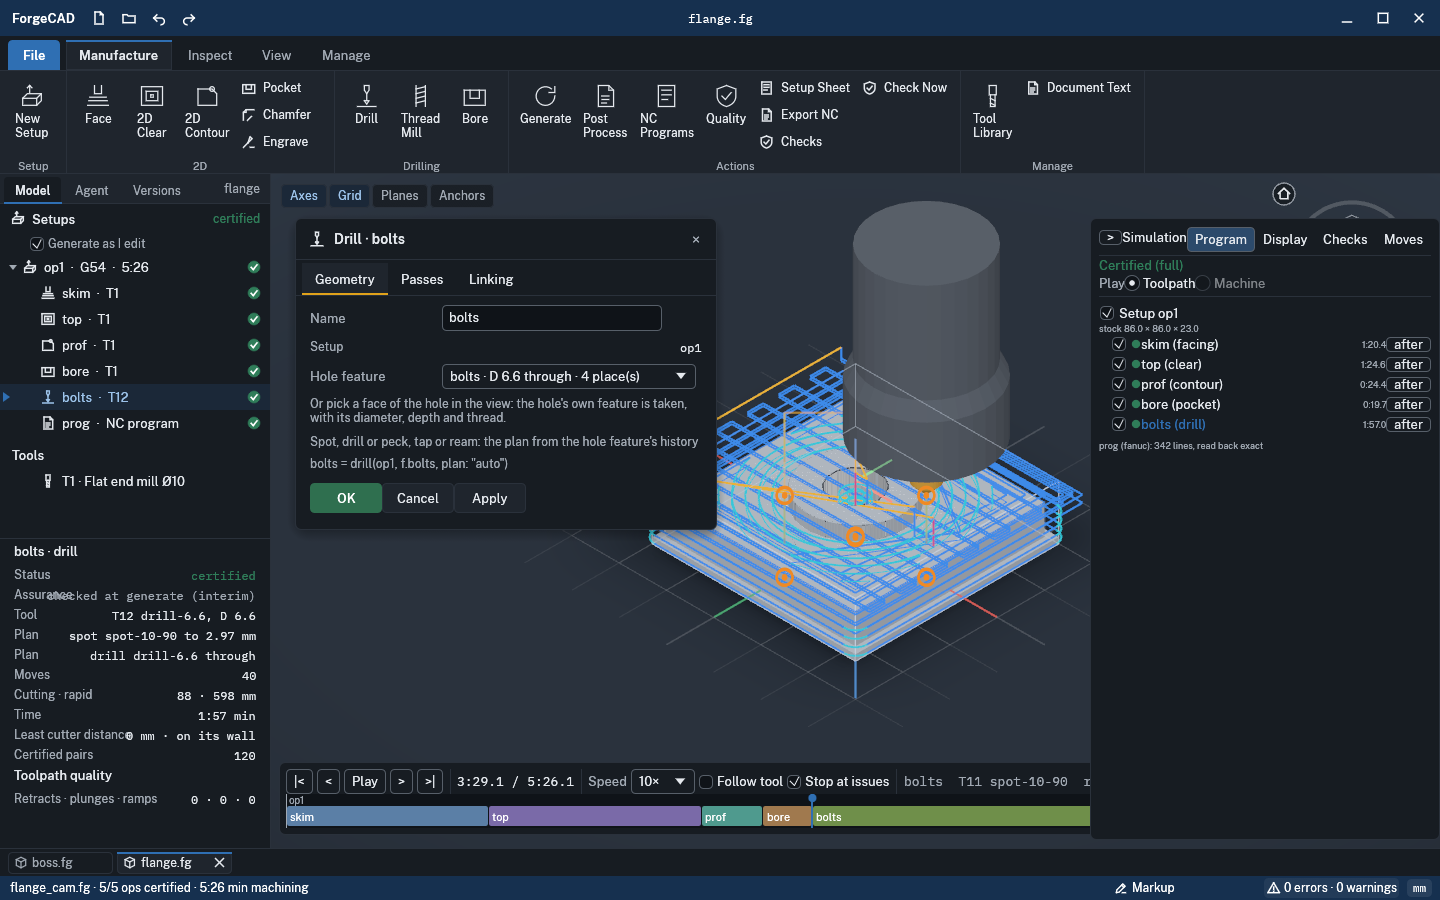 ForgeCAD
flange.fg
File
Manufacture
Inspect
View
Manage
New Setup
Face
2D Clear
2D Contour
Pocket
Chamfer
Engrave
Drill
Thread Mill
Bore
Generate
Post Process
NC Programs
Quality
Setup Sheet
Export NC
Checks
Check Now
Tool Library
Document Text
Setup
2D
Drilling
Actions
Manage
Model
Agent
Versions
flange
Setups
certified
Generate as I edit
op1 · G54 · 5:26
skim · T1
top · T1
prof · T1
bore · T1
bolts · T12
prog · NC program
Tools
T1 · Flat end mill Ø10
bolts · drill
Status certified
Assurance checked at generate (interim)
Tool T12 drill-6.6, D 6.6
Plan spot spot-10-90 to 2.97 mm
Plan drill drill-6.6 through
Moves 40
Cutting · rapid 88 · 598 mm
Time 1:57 min
Least cutter distance 0 mm · on its wall
Certified pairs 120
Toolpath quality
Retracts · plunges · ramps 0 · 0 · 0
Axes
Grid
Planes
Anchors
Drill · bolts
×
Geometry
Passes
Linking
Name bolts
Setup op1
Hole feature bolts · D 6.6 through · 4 place(s)
Or pick a face of the hole in the view: the hole's own feature is taken,
with its diameter, depth and thread.
Spot, drill or peck, tap or ream: the plan from the hole feature's history
bolts = drill(op1, f.bolts, plan: "auto")
OK
Cancel
Apply
> Simulation
Program
Display
Checks
Moves
Certified (full)
Play Toolpath Machine
Setup op1
stock 86.0 × 86.0 × 23.0
skim (facing) 1:20.4 after
top (clear) 1:24.6 after
prof (contour) 0:24.4 after
bore (pocket) 0:19.7 after
bolts (drill) 1:57.0 after
prog (fanuc): 342 lines, read back exact
|<
<
Play
>
>|
3:29.1 / 5:26.1
Speed 10×
Follow tool
Stop at issues
bolts T11 spot-10-90 r
op1
skim
top
prof
bore
bolts
boss.fg
flange.fg
flange_cam.fg · 5/5 ops certified · 5:26 min machining
Markup
0 errors · 0 warnings
mm